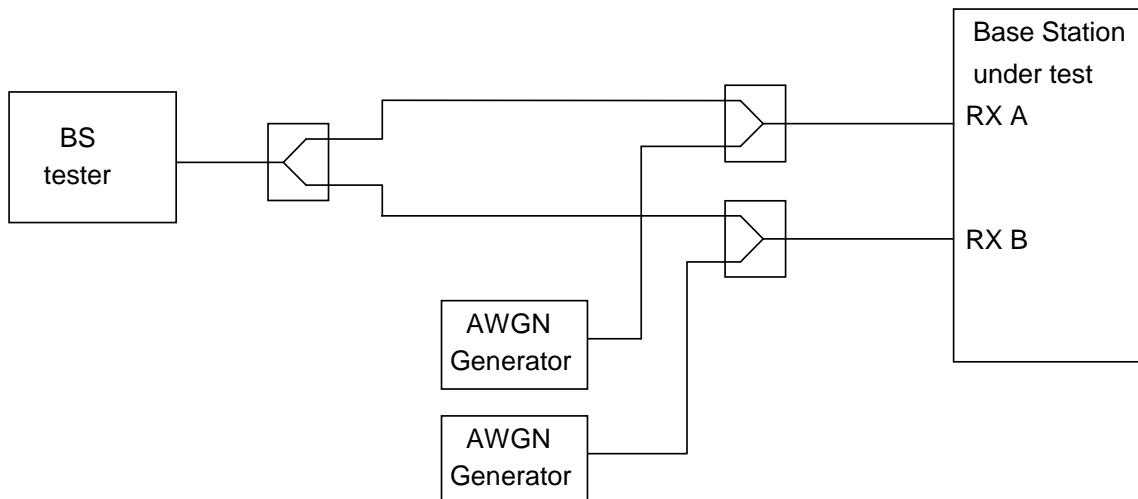 Base Station
under test
RX A
BS
tester
RX B
AWGN
Generator
AWGN
Generator